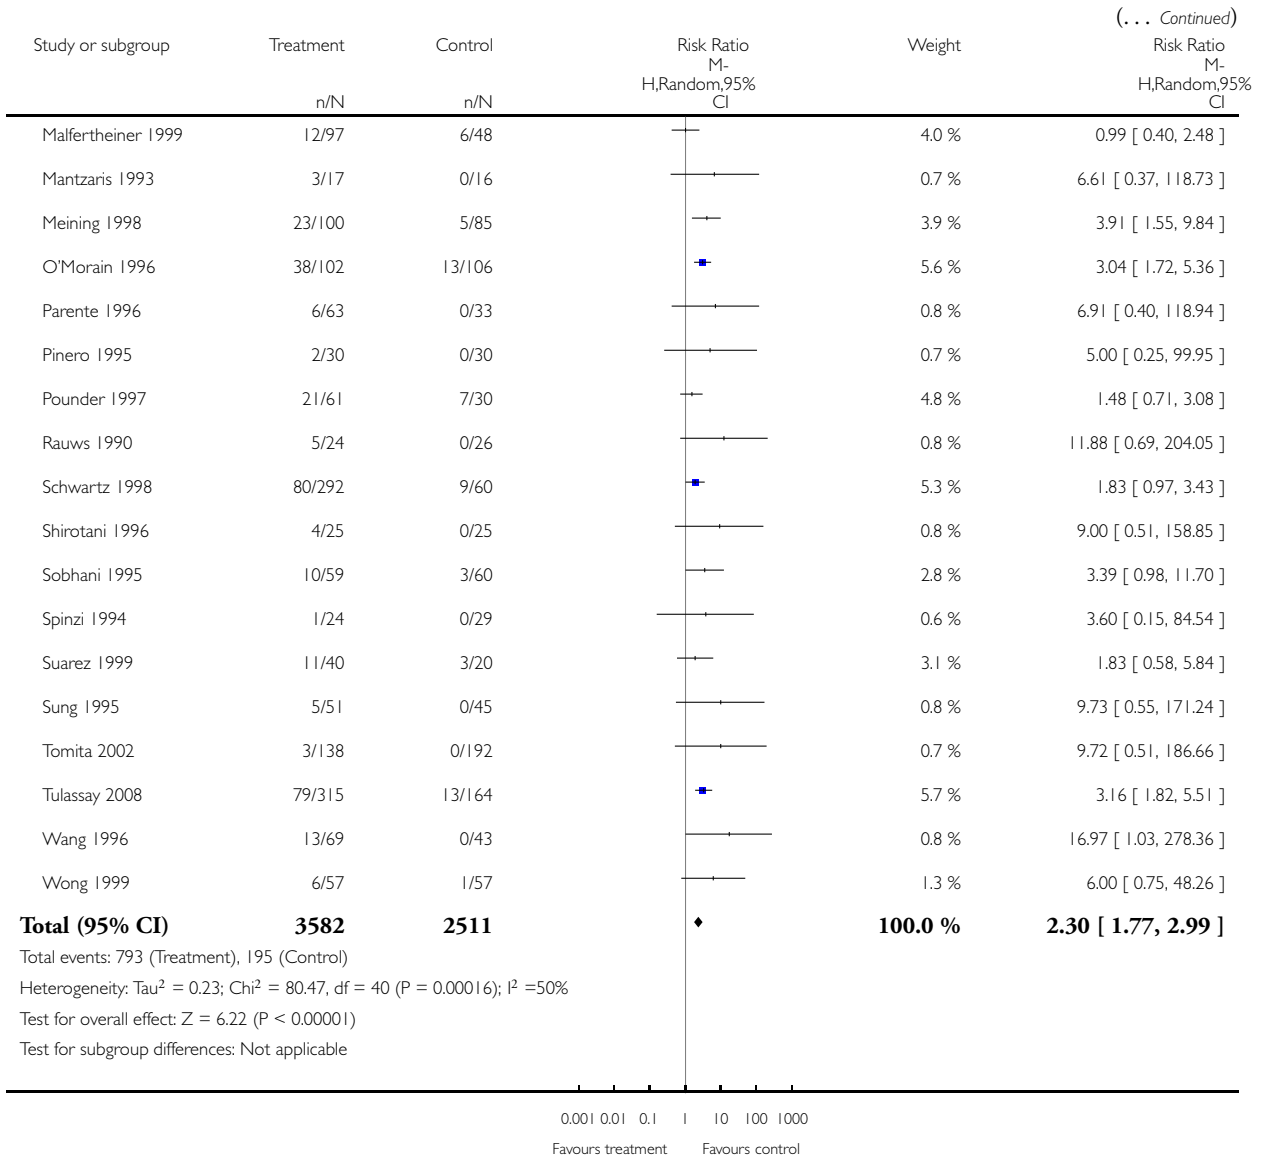 (... Continued)
Study or subgroup Treatment Control Risk Ratio Weight Risk Ratio
M- M-
H,Random,95% H,Random,95%
n/N n/N CI CI
Malfertheiner 1999 12/97 6/48 4.0 % 0.99 [ 0.40, 2.48 ]
Mantzaris 1993 3/17 0/16 0.7 % 6.61 [ 0.37, 118.73 ]
Meining 1998 23/100 5/85 3.9 % 3.91 [ 1.55, 9.84 ]
O'Morain 1996 38/102 13/106 5.6 % 3.04 [ 1.72, 5.36 ]
Parente 1996 6/63 0/33 0.8 % 6.91 [ 0.40, 118.94 ]
Pinero 1995 2/30 0/30 0.7 % 5.00 [ 0.25, 99.95 ]
Pounder 1997 21/61 7/30 4.8 % 1.48 [ 0.71, 3.08 ]
Rauws 1990 5/24 0/26 0.8 % 11.88 [ 0.69, 204.05 ]
Schwartz 1998 80/292 9/60 5.3 % 1.83 [ 0.97, 3.43 ]
Shirotani 1996 4/25 0/25 0.8 % 9.00 [ 0.51, 158.85 ]
Sobhani 1995 10/59 3/60 2.8 % 3.39 [ 0.98, 11.70 ]
Spinzi 1994 1/24 0/29 0.6 % 3.60 [ 0.15, 84.54 ]
Suarez 1999 11/40 3/20 3.1 % 1.83 [ 0.58, 5.84 ]
Sung 1995 5/51 0/45 0.8 % 9.73 [ 0.55, 171.24 ]
Tomita 2002 3/138 0/192 0.7 % 9.72 [ 0.51, 186.66 ]
Tulassay 2008 79/315 13/164 5.7 % 3.16 [ 1.82, 5.51 ]
Wang 1996 13/69 0/43 0.8 % 16.97 [ 1.03, 278.36 ]
Wong 1999 6/57 1/57 1.3 % 6.00 [ 0.75, 48.26 ]
Total (95% CI) 3582 2511 100.0 % 2.30 [ 1.77, 2.99 ]
Total events: 793 (Treatment), 195 (Control)
Heterogeneity: Tau² = 0.23; Chi² = 80.47, df = 40 (P = 0.00016); I² =50%
Test for overall effect: Z = 6.22 (P < 0.00001)
Test for subgroup differences: Not applicable
0.001 0.01 0.1 1 10 100 1000
Favours treatment Favours control